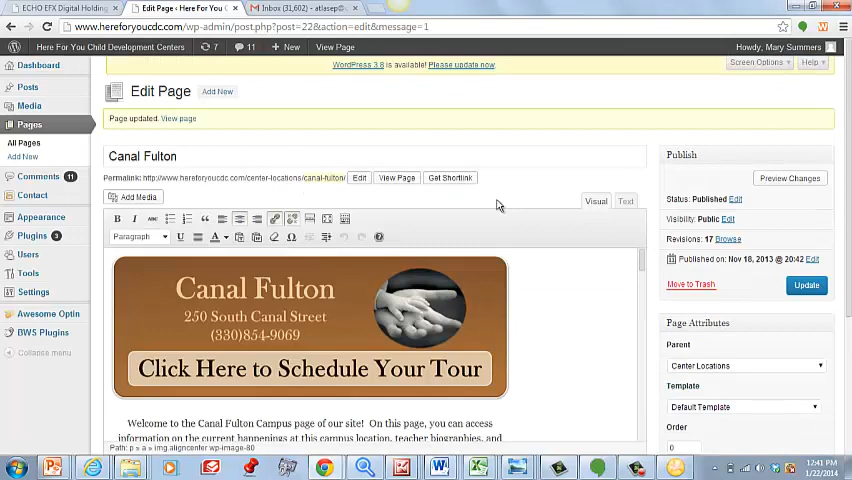 ECHO EFX Digital Holding
Edit Page ‹ Here For You C
Inbox (31,602) - atlasep@
www.hereforyoucdc.com/wp-admin/post.php?post=22&action=edit&message=1
Here For You Child Development Centers
7
11
+ New
View Page
Howdy, Mary Summers
Dashboard
Posts
Media
Pages
All Pages
Add New
Comments 11
Contact
Appearance
Plugins 3
Users
Tools
Settings
Awesome Optin
BWS Plugins
Collapse menu
WordPress 3.8 is available! Please update now.
Screen Options
Help
Edit Page
Add New
Page updated. View page
Canal Fulton
Permalink: http://www.hereforyoucdc.com/center-locations/canal-fulton/
Edit
View Page
Get Shortlink
Add Media
Visual
Text
B
I
ABC
Paragraph
U
A
Ω
Canal Fulton
250 South Canal Street
(330)854-9069
Click Here to Schedule Your Tour
Welcome to the Canal Fulton Campus page of our site! On this page, you can access
information on the current happenings at this campus location, teacher biographies, and
Path: p » a » img.aligncenter.wp-image-80
Publish
Preview Changes
Status: Published Edit
Visibility: Public Edit
Revisions: 17 Browse
Published on: Nov 18, 2013 @ 20:42 Edit
Move to Trash
Update
Page Attributes
Parent
Center Locations
Template
Default Template
Order
0
12:41 PM
1/22/2014